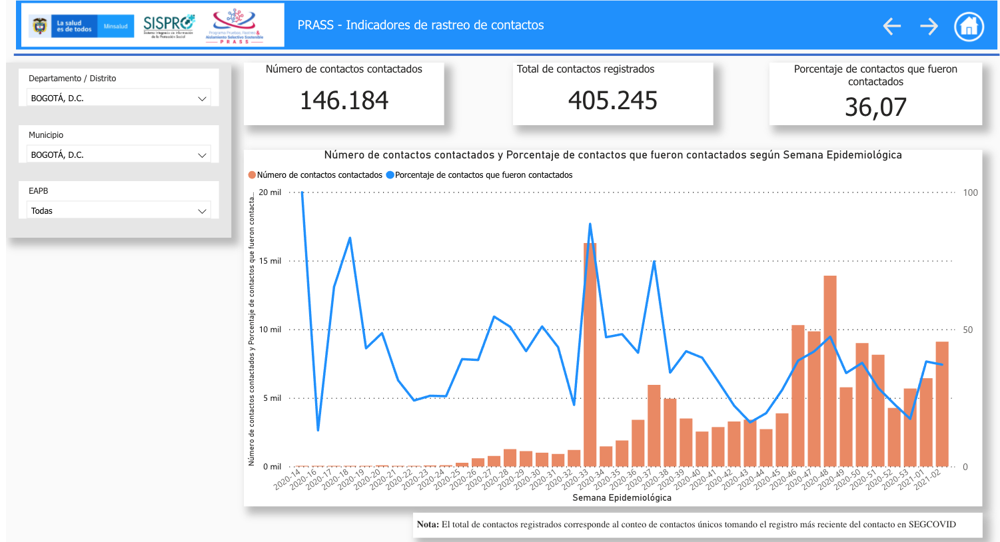 La salud
es de todos
Minsalud
SISPRO
Sistema Integrado de Información
de la Protección Social
Programa Pruebas, Rastreo &
Aislamiento Selectivo Sostenible
PRASS
PRASS - Indicadores de rastreo de contactos
Departamento / Distrito
BOGOTÁ, D.C.
Municipio
BOGOTÁ, D.C.
EAPB
Todas
Número de contactos contactados
146.184
Total de contactos registrados
405.245
Porcentaje de contactos que fueron
contactados
36,07
Número de contactos contactados y Porcentaje de contactos que fueron contactados según Semana Epidemiológica
Número de contactos contactados Porcentaje de contactos que fueron contactados
Número de contactos contactados y Porcentaje de contactos que fueron contacta...
20 mil
15 mil
10 mil
5 mil
0 mil
100
50
0
2020-14
2020-16
2020-17
2020-18
2020-19
2020-20
2020-21
2020-22
2020-23
2020-24
2020-25
2020-26
2020-27
2020-28
2020-29
2020-30
2020-31
2020-32
2020-33
2020-34
2020-35
2020-36
2020-37
2020-38
2020-39
2020-40
2020-41
2020-42
2020-43
2020-44
2020-45
2020-46
2020-47
2020-48
2020-49
2020-50
2020-51
2020-52
2020-53
2021-01
2021-02
Semana Epidemiológica
Nota: El total de contactos registrados corresponde al conteo de contactos únicos tomando el registro más reciente del contacto en SEGCOVID